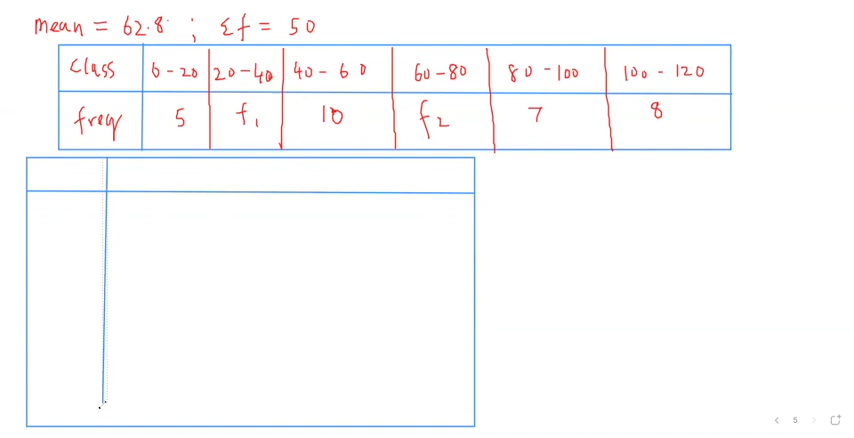 mean = 62.8 ; Σf = 50
Class 0-20 20-40 40-60 60-80 80-100 100-120
freq 5 f₁ 10 f₂ 7 8
5